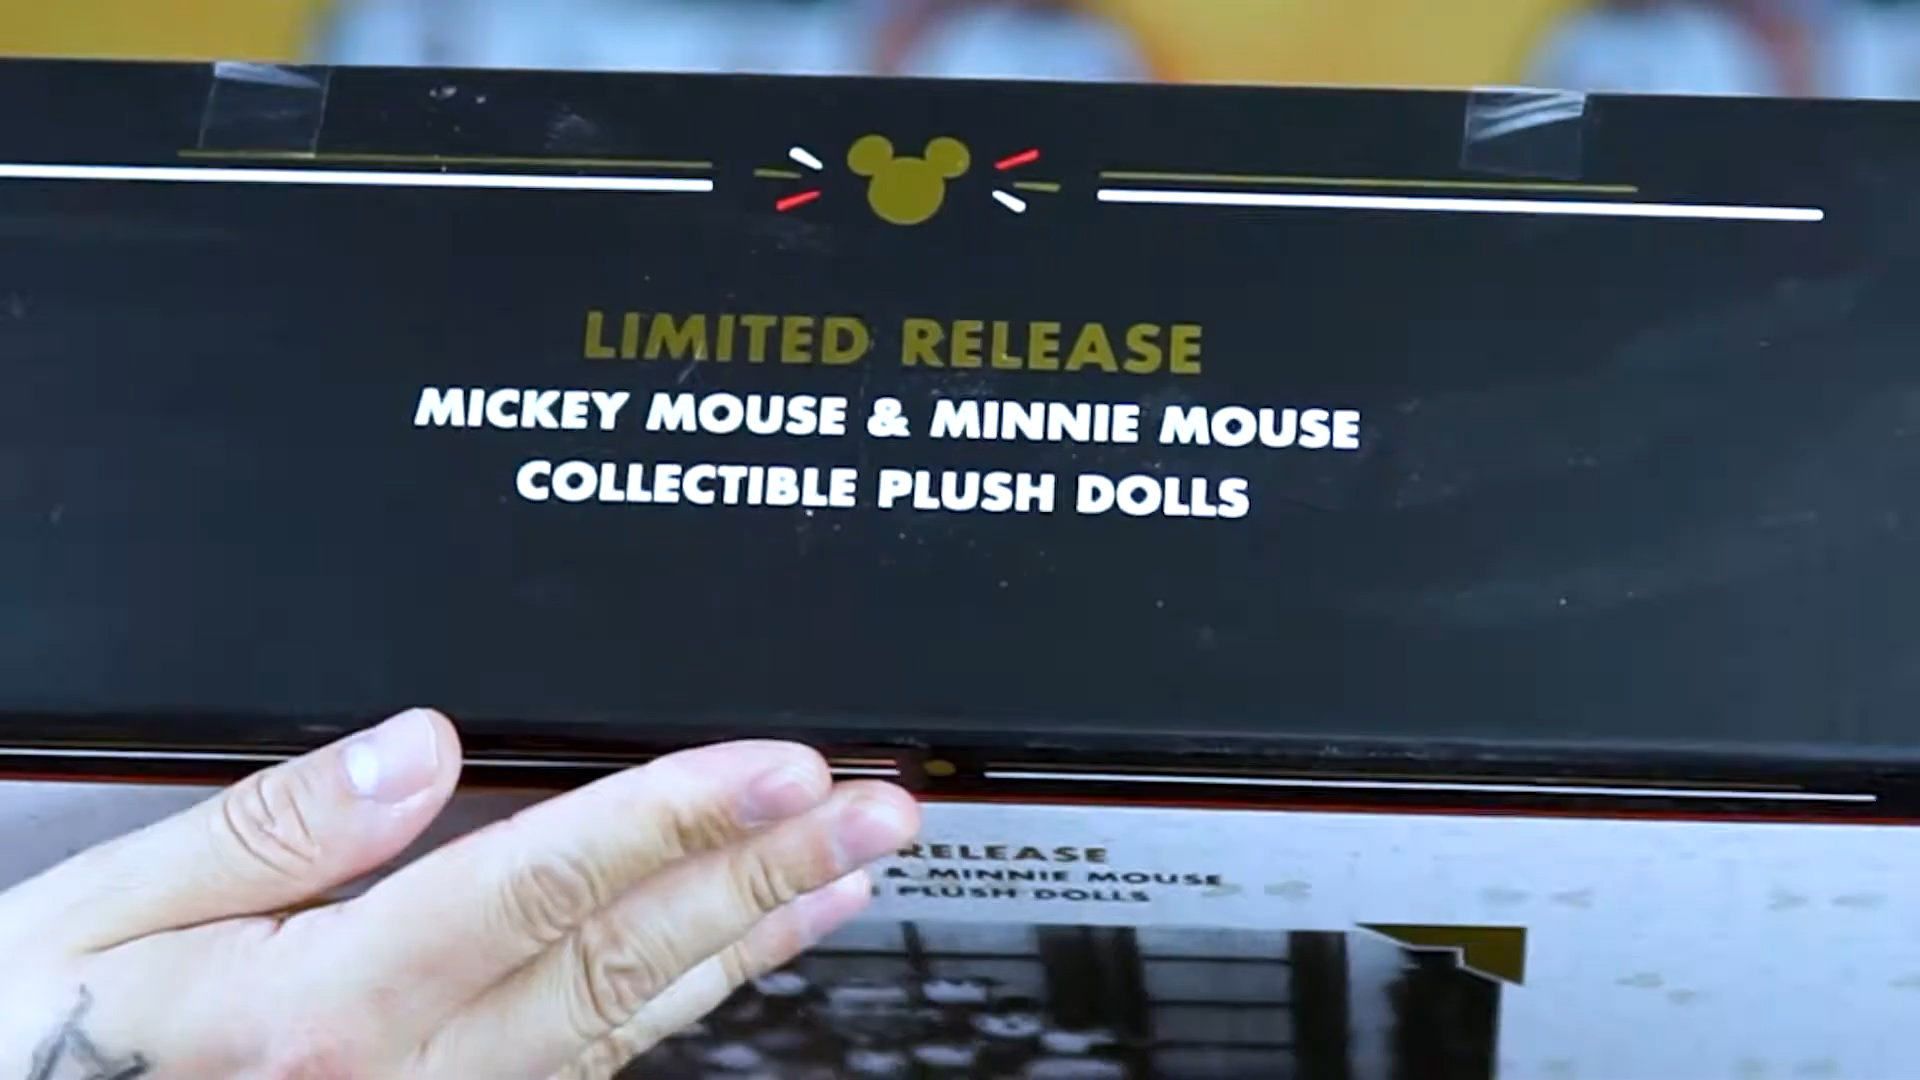 LIMITED RELEASE
MICKEY MOUSE & MINNIE MOUSE
COLLECTIBLE PLUSH DOLLS
RELEASE
& MINNIE MOUSE
PLUSH DOLLS